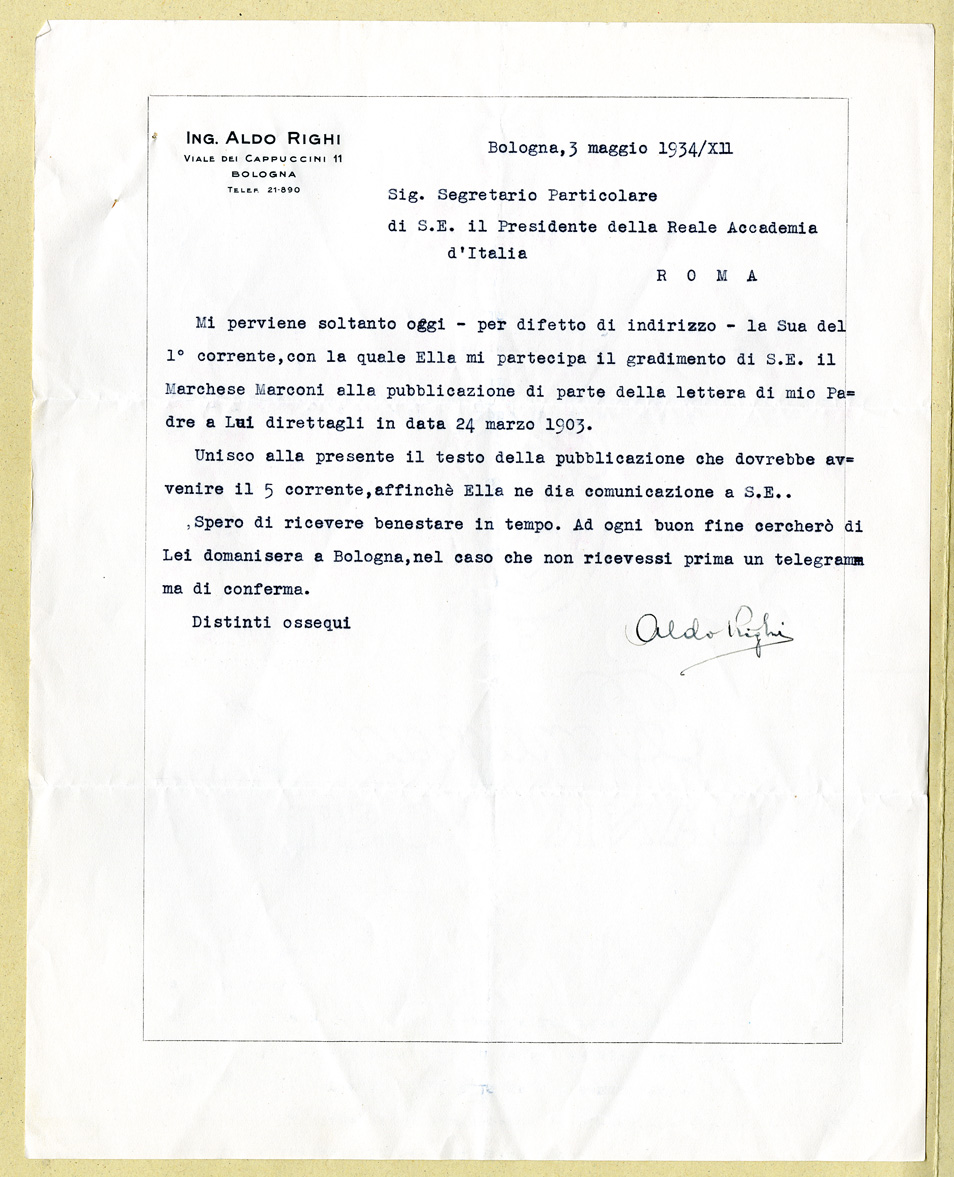 ING. ALDO RIGHI
VIALE DEI CAPPUCCINI 11
BOLOGNA
TELEF. 21-890
Bologna,3 maggio 1934/XII
Sig. Segretario Particolare
di S.E. il Presidente della Reale Accademia
d'Italia
R O M A
Mi perviene soltanto oggi - per difetto di indirizzo - la Sua del
1° corrente,con la quale Ella mi partecipa il gradimento di S.E. il
Marchese Marconi alla pubblicazione di parte della lettera di mio Pa=
dre a Lui direttagli in data 24 marzo 1903.
Unisco alla presente il testo della pubblicazione che dovrebbe av=
venire il 5 corrente,affinchè Ella ne dia comunicazione a S.E..
,Spero di ricevere benestare in tempo. Ad ogni buon fine cercherò di
Lei domanisera a Bologna,nel caso che non ricevessi prima un telegramm
ma di conferma.
Distinti ossequi
Aldo Righi